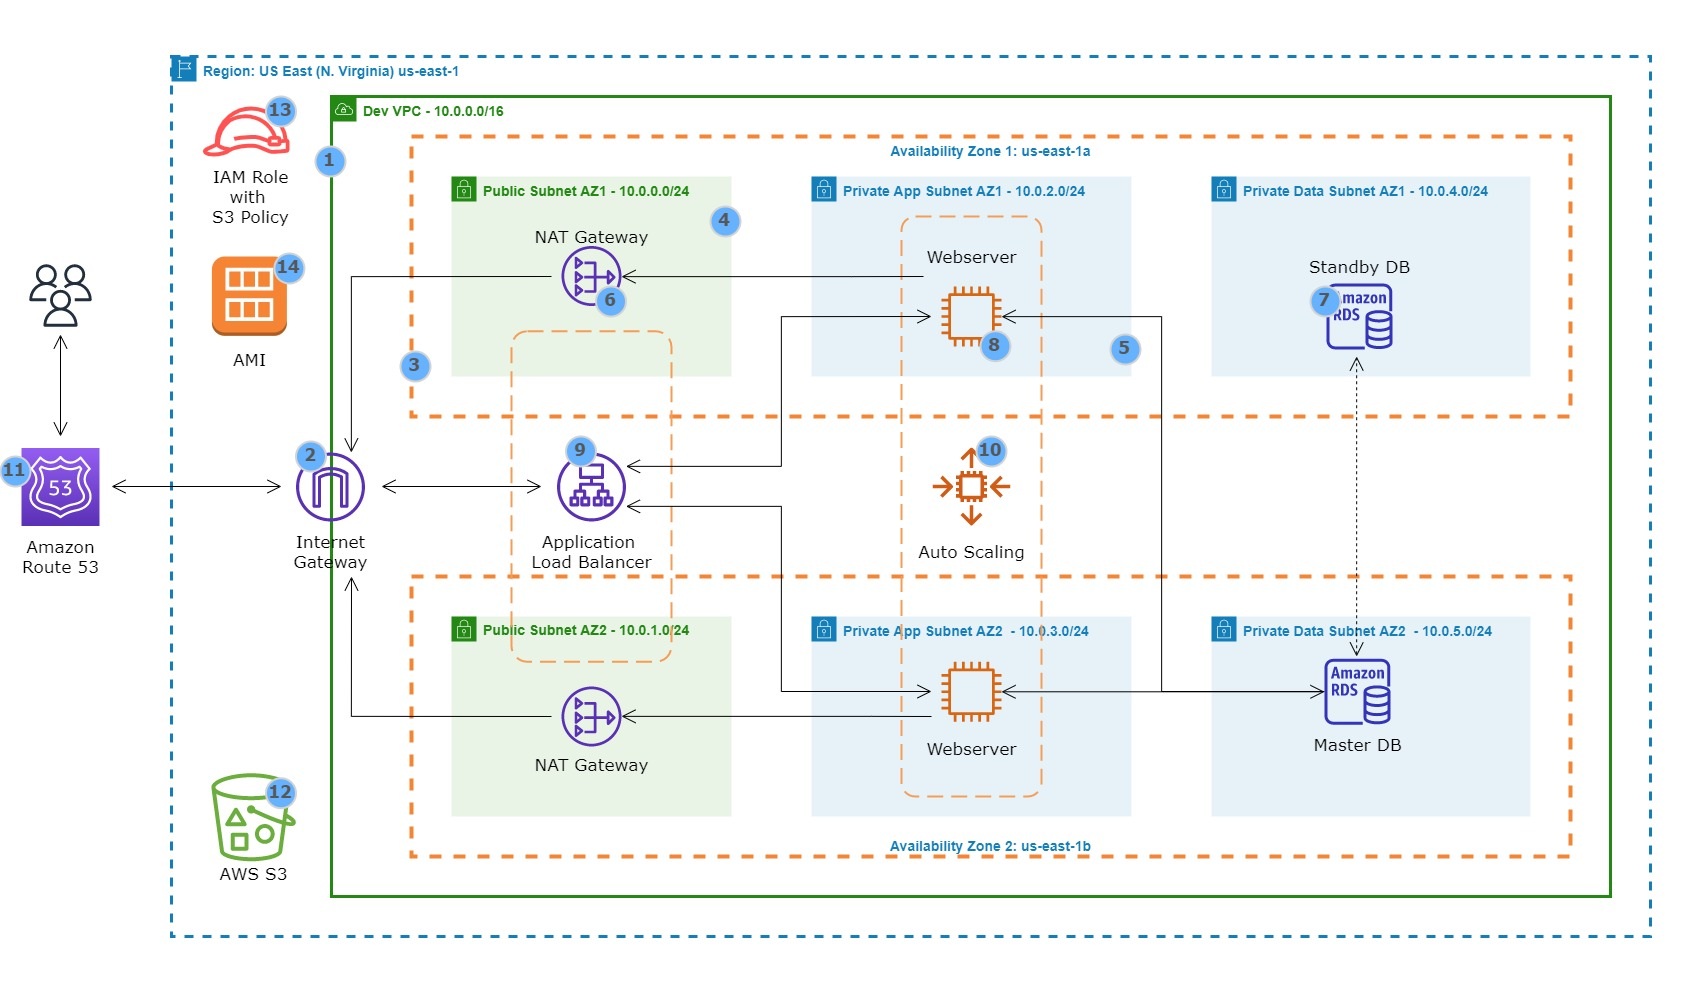 Region: US East (N. Virginia) us-east-1
13
IAM Role
with
S3 Policy
Dev VPC - 10.0.0.0/16
1
Availability Zone 1: us-east-1a
Public Subnet AZ1 - 10.0.0.0/24
4
NAT Gateway
6
Private App Subnet AZ1 - 10.0.2.0/24
Webserver
8
5
Private Data Subnet AZ1 - 10.0.4.0/24
Standby DB
7
Amazon
RDS
14
AMI
3
11
53
Amazon
Route 53
2
Internet
Gateway
9
Application
Load Balancer
10
Auto Scaling
Public Subnet AZ2 - 10.0.1.0/24
NAT Gateway
Private App Subnet AZ2 - 10.0.3.0/24
Webserver
Private Data Subnet AZ2 - 10.0.5.0/24
Amazon
RDS
Master DB
12
AWS S3
Availability Zone 2: us-east-1b